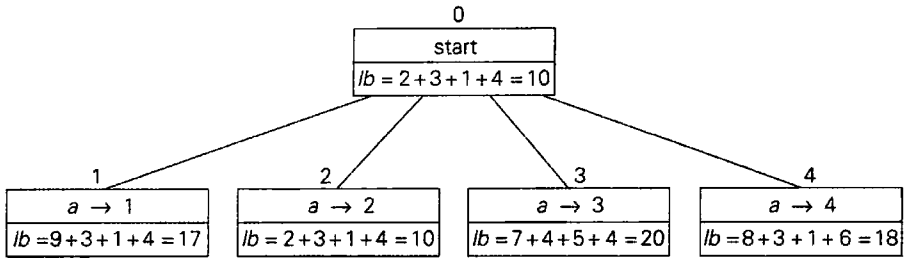 0
start
lb = 2+3+1+4 = 10
1
2
3
4
a → 1
a → 2
a → 3
a → 4
lb =9+3+1+4 = 17
lb = 2+3+1+4 = 10
lb = 7+4+5+4 = 20
lb = 8+3+1+6 = 18